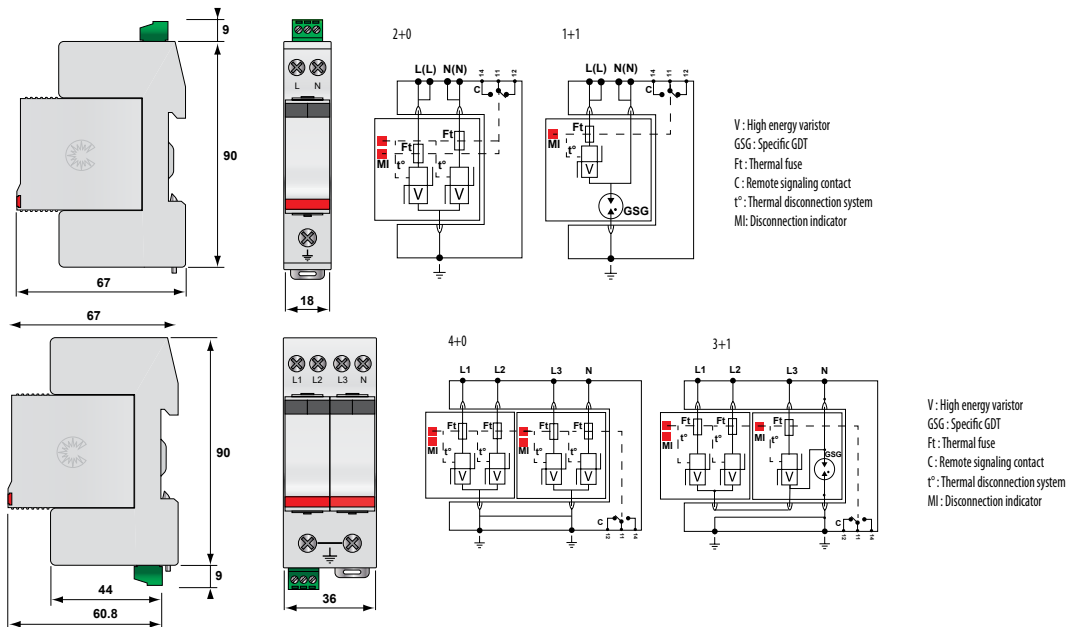 9
90
67
L N
18
2+0
L(L) N(N)
14 11 12
C
Ft
Ft
MI
t° t°
V V
1+1
L(L) N(N)
14 11 12
C
Ft
MI
t°
V
GSG
V : High energy varistor
GSG : Specific GDT
Ft : Thermal fuse
C : Remote signaling contact
t° : Thermal disconnection system
MI: Disconnection indicator
67
90
9
44
60.8
L1 L2 L3 N
36
4+0
L1 L2 L3 N
Ft Ft Ft Ft
MI MI
t° t° t° t°
V V V V
C
12 11 14
3+1
L1 L2 L3 N
Ft Ft Ft
MI MI
t° t° t°
GSG
V V V
C
12 11 14
V : High energy varistor
GSG : Specific GDT
Ft : Thermal fuse
C : Remote signaling contact
t° : Thermal disconnection system
MI : Disconnection indicator